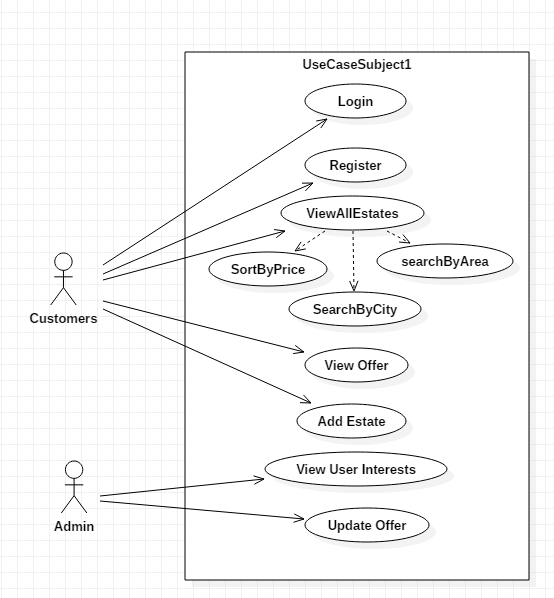 UseCaseSubject1
Login
Register
ViewAllEstates
SortByPrice
searchByArea
SearchByCity
Customers
View Offer
Add Estate
View User Interests
Admin
Update Offer